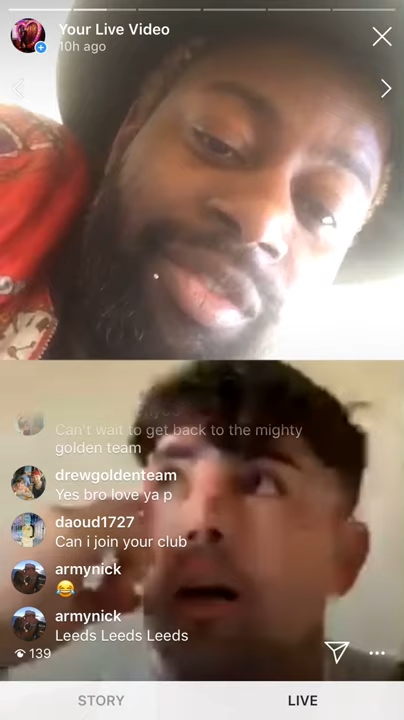 Your Live Video
10h ago
Can't wait to get back to the mighty
golden team
drewgoldenteam
Yes bro love ya p
daoud1727
Can i join your club
armynick
😂
armynick
Leeds Leeds Leeds
139
STORY
LIVE